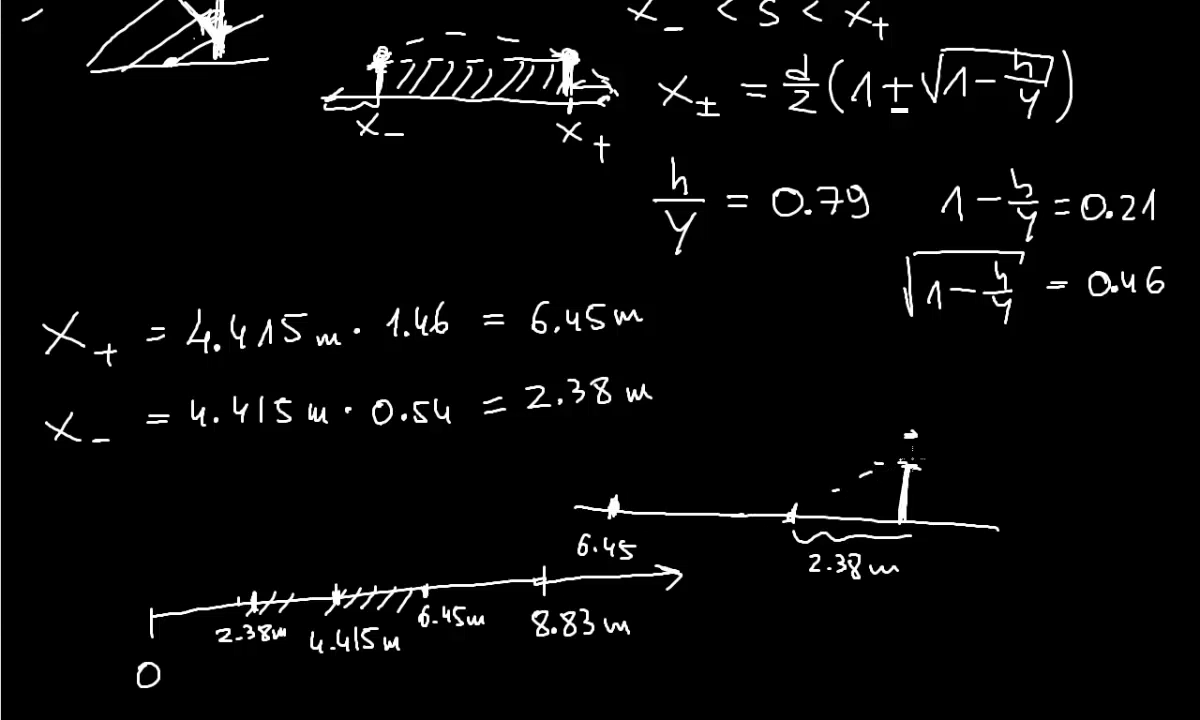 x₋ < s < x₊
x± = d/2 (1 ± √(1 - h/y))
x₋ x₊
h/y = 0.79 1 - h/y = 0.21
√(1 - h/y) = 0.46
x₊ = 4.415 m · 1.46 = 6.45 m
x₋ = 4.415 m · 0.54 = 2.38 m
6.45 2.38 m
2.38m 4.415m 6.45m 8.83 m
0